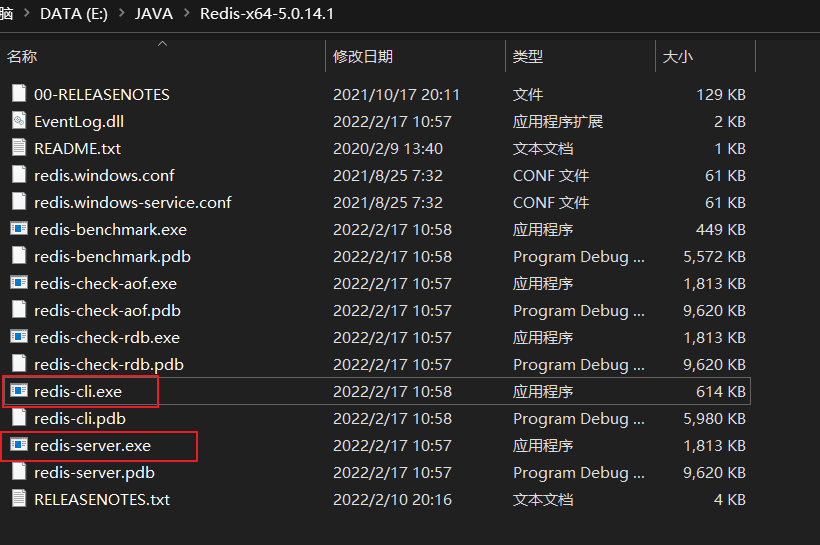 脑 > DATA (E:) > JAVA > Redis-x64-5.0.14.1
名称 修改日期 类型 大小
00-RELEASENOTES 2021/10/17 20:11 文件 129 KB
EventLog.dll 2022/2/17 10:57 应用程序扩展 2 KB
README.txt 2020/2/9 13:40 文本文档 1 KB
redis.windows.conf 2021/8/25 7:32 CONF 文件 61 KB
redis.windows-service.conf 2021/8/25 7:32 CONF 文件 61 KB
redis-benchmark.exe 2022/2/17 10:58 应用程序 449 KB
redis-benchmark.pdb 2022/2/17 10:58 Program Debug ... 5,572 KB
redis-check-aof.exe 2022/2/17 10:57 应用程序 1,813 KB
redis-check-aof.pdb 2022/2/17 10:57 Program Debug ... 9,620 KB
redis-check-rdb.exe 2022/2/17 10:57 应用程序 1,813 KB
redis-check-rdb.pdb 2022/2/17 10:57 Program Debug ... 9,620 KB
redis-cli.exe 2022/2/17 10:58 应用程序 614 KB
redis-cli.pdb 2022/2/17 10:58 Program Debug ... 5,980 KB
redis-server.exe 2022/2/17 10:57 应用程序 1,813 KB
redis-server.pdb 2022/2/17 10:57 Program Debug ... 9,620 KB
RELEASENOTES.txt 2022/2/10 20:16 文本文档 4 KB